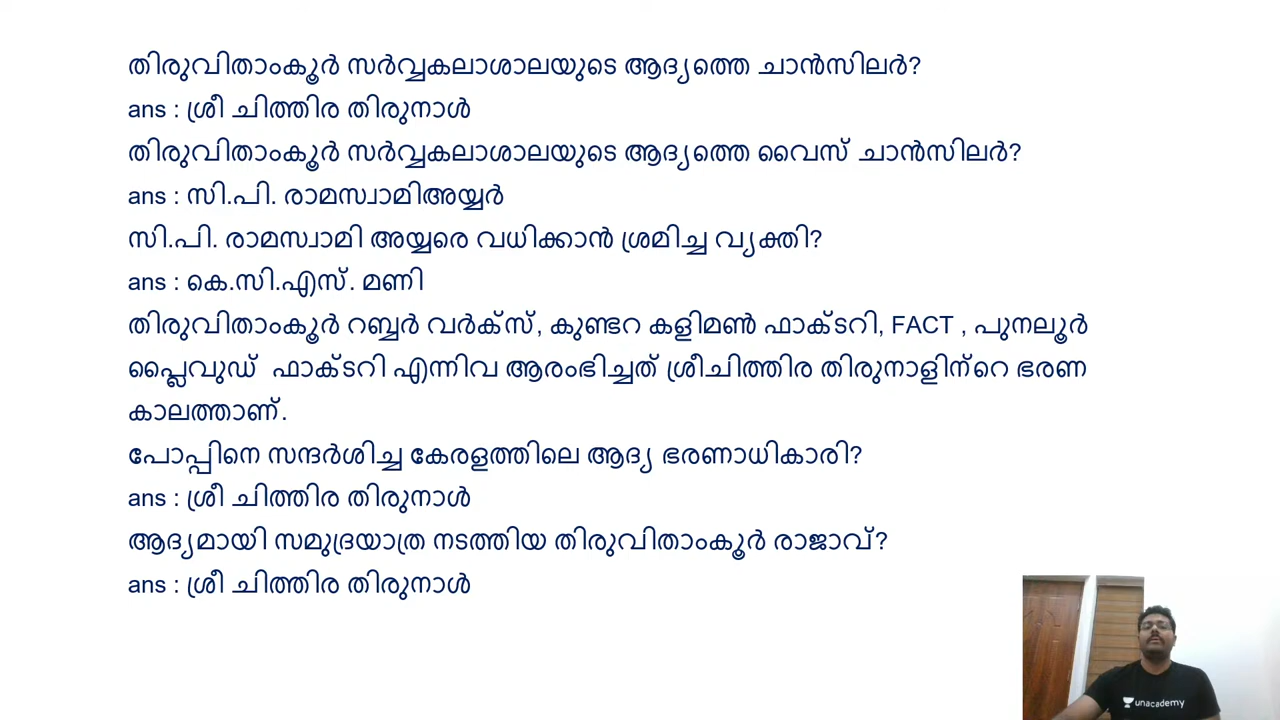 തിരുവിതാംകൂർ സർവ്വകലാശാലയുടെ ആദ്യത്തെ ചാൻസിലർ?
ans : ശ്രീ ചിത്തിര തിരുനാൾ
തിരുവിതാംകൂർ സർവ്വകലാശാലയുടെ ആദ്യത്തെ വൈസ് ചാൻസിലർ?
ans : സി.പി. രാമസ്വാമിഅയ്യർ
സി.പി. രാമസ്വാമി അയ്യരെ വധിക്കാൻ ശ്രമിച്ച വ്യക്തി?
ans : കെ.സി.എസ്. മണി
തിരുവിതാംകൂർ റബ്ബർ വർക്സ്, കുണ്ടറ കളിമൺ ഫാക്ടറി, FACT , പുനലൂർ
പ്ലൈവുഡ് ഫാക്ടറി എന്നിവ ആരംഭിച്ചത് ശ്രീചിത്തിര തിരുനാളിന്റെ ഭരണ
കാലത്താണ്.
പോപ്പിനെ സന്ദർശിച്ച കേരളത്തിലെ ആദ്യ ഭരണാധികാരി?
ans : ശ്രീ ചിത്തിര തിരുനാൾ
ആദ്യമായി സമുദ്രയാത്ര നടത്തിയ തിരുവിതാംകൂർ രാജാവ്?
ans : ശ്രീ ചിത്തിര തിരുനാൾ
unacademy